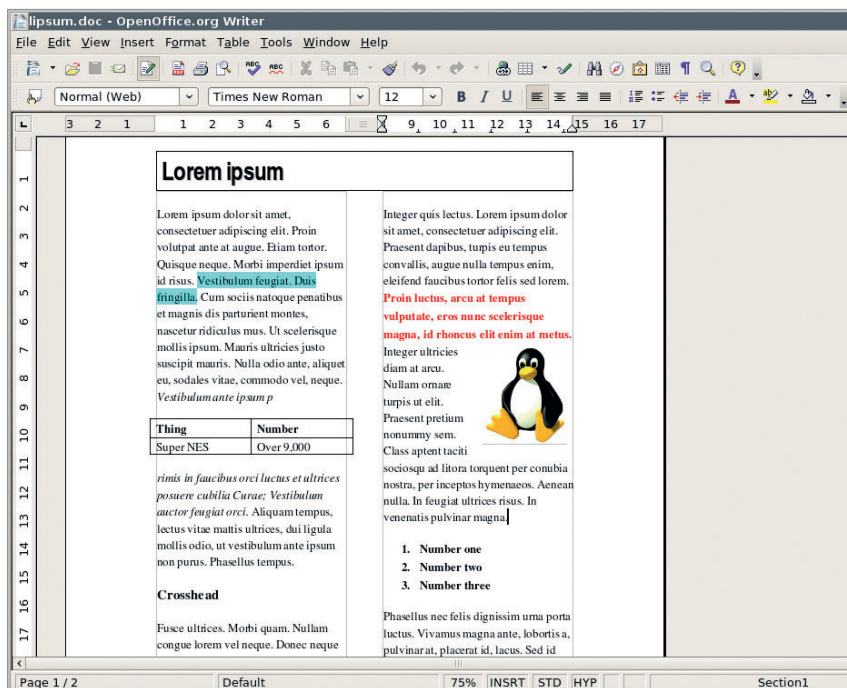 lipsum.doc - OpenOffice.org Writer
File Edit View Insert Format Table Tools Window Help
Normal (Web) Times New Roman 12 B I U A
3 2 1 1 2 3 4 5 6 8 9 10 11 12 13 14 15 16 17
1
2
3
4
5
6
7
8
9
10
11
12
13
14
15
16
17
Lorem ipsum
Lorem ipsum dolor sit amet,
consectetuer adipiscing elit. Proin
volutpat ante at augue. Etiam tortor.
Quisque neque. Morbi imperdiet ipsum
id risus. Vestibulum feugiat. Duis
fringilla. Cum sociis natoque penatibus
et magnis dis parturient montes,
nascetur ridiculus mus. Ut scelerisque
mollis ipsum. Mauris ultricies justo
suscipit mauris. Nulla odio ante, aliquet
eu, sodales vitae, commodo vel, neque.
Vestibulum ante ipsum p
Thing Number
Super NES Over 9,000
rimis in faucibus orci luctus et ultrices
posuere cubilia Curae; Vestibulum
auctor feugiat orci. Aliquam tempus,
lectus vitae mattis ultrices, dui ligula
mollis odio, ut vestibulum ante ipsum
non purus. Phasellus tempus.
Crosshead
Fusce ultrices. Morbi quam. Nullam
congue lorem vel neque. Donec neque
Integer quis lectus. Lorem ipsum dolor
sit amet, consectetuer adipiscing elit.
Praesent dapibus, turpis eu tempus
convallis, augue nulla tempus enim,
eleifend faucibus tortor felis sed lorem.
Proin luctus, arcu at tempus
vulputate, eros nunc scelerisque
magna, id rhoncus elit enim at metus.
Integer ultricies
diam at arcu.
Nullam ornare
turpis ut elit.
Praesent pretium
nonummy sem.
Class aptent taciti
sociosqu ad litora torquent per conubia
nostra, per inceptos hymenaeos. Aenean
nulla. In feugiat ultrices risus. In
venenatis pulvinar magna.
1. Number one
2. Number two
3. Number three
Phasellus nec felis dignissim urna porta
luctus. Vivamus magna ante, lobortis a,
pulvinar at, placerat id, lacus. Sed id
Page 1 / 2 Default 75% INSRT STD HYP Section1